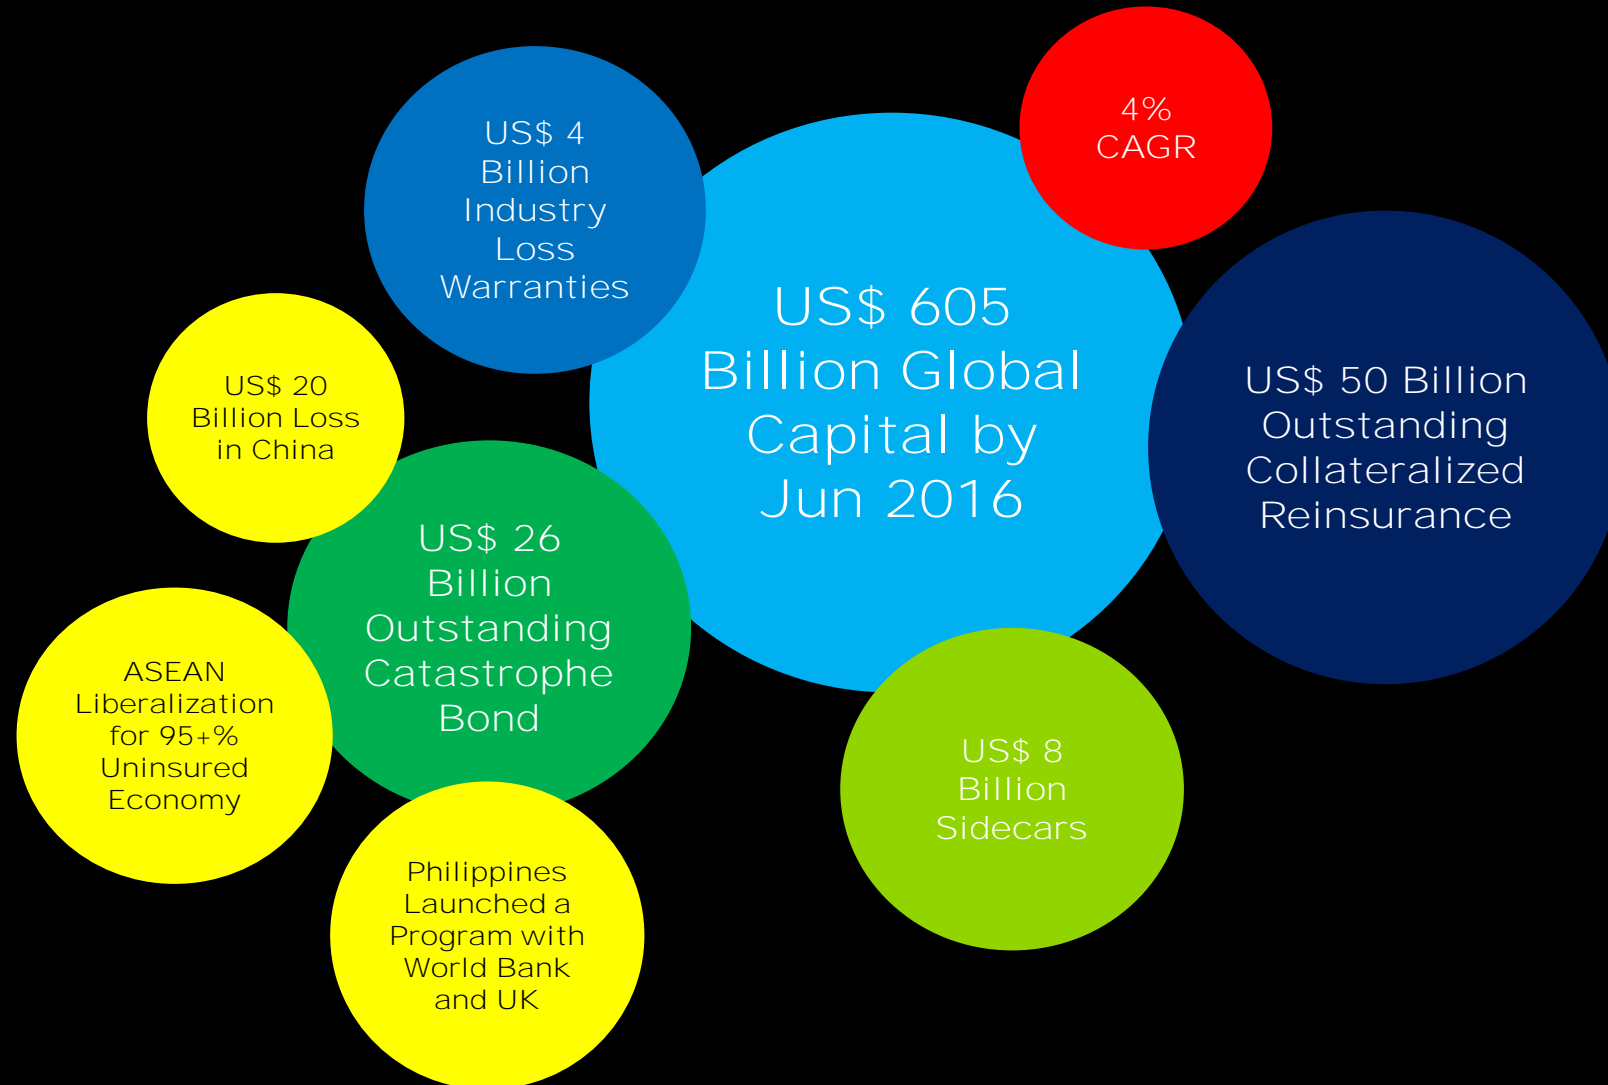 4%
CAGR
US$ 4
Billion
Industry
Loss
Warranties
US$ 605
Billion Global
Capital by
Jun 2016
US$ 50 Billion
Outstanding
Collateralized
Reinsurance
US$ 20
Billion Loss
in China
US$ 26
Billion
Outstanding
Catastrophe
Bond
ASEAN
Liberalization
for 95+%
Uninsured
Economy
US$ 8
Billion
Sidecars
Philippines
Launched a
Program with
World Bank
and UK